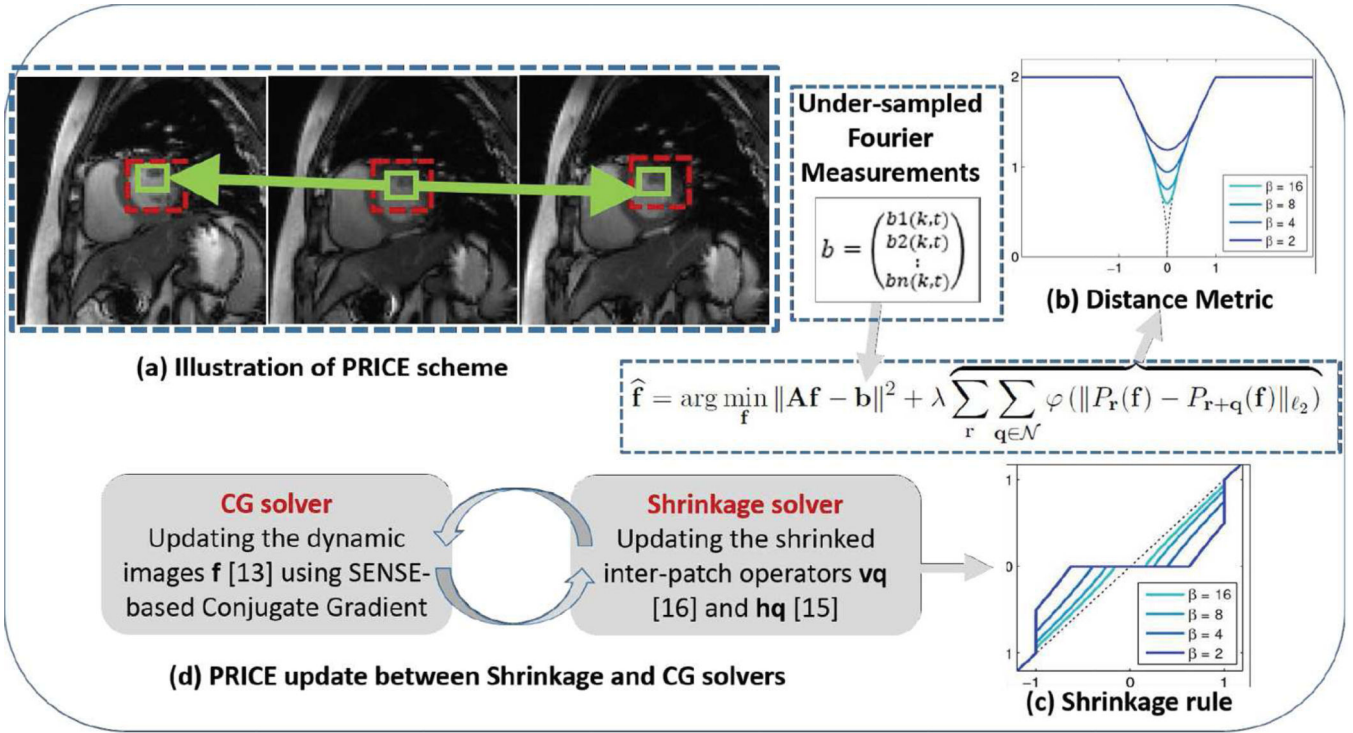 Under-sampled
Fourier
Measurements
b = (b1(k,t)
b2(k,t)
⋮
bn(k,t))
2
1
0
−1 0 1
β = 16
β = 8
β = 4
β = 2
(b) Distance Metric
(a) Illustration of PRICE scheme
f̂ = arg min_f ‖Af − b‖² + λ ∑_r ∑_{q∈N} φ (‖P_r(f) − P_{r+q}(f)‖_{ℓ2})
CG solver
Updating the dynamic
images f [13] using SENSE-
based Conjugate Gradient
Shrinkage solver
Updating the shrinked
inter-patch operators vq
[16] and hq [15]
1
0
1
−1 0 1
β = 16
β = 8
β = 4
β = 2
(c) Shrinkage rule
(d) PRICE update between Shrinkage and CG solvers